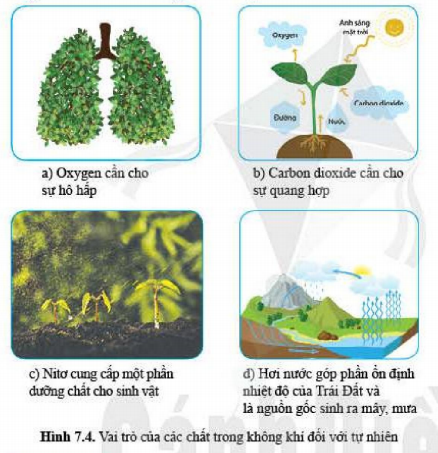 Ánh sáng
mặt trời
Oxygen
Carbon dioxide
Đường
Nước
a) Oxygen cần cho
sự hô hấp
b) Carbon dioxide cần cho
sự quang hợp
c) Nitơ cung cấp một phần
dưỡng chất cho sinh vật
d) Hơi nước góp phần ổn định
nhiệt độ của Trái Đất và
là nguồn gốc sinh ra mây, mưa
Hình 7.4. Vai trò của các chất trong không khí đối với tự nhiên